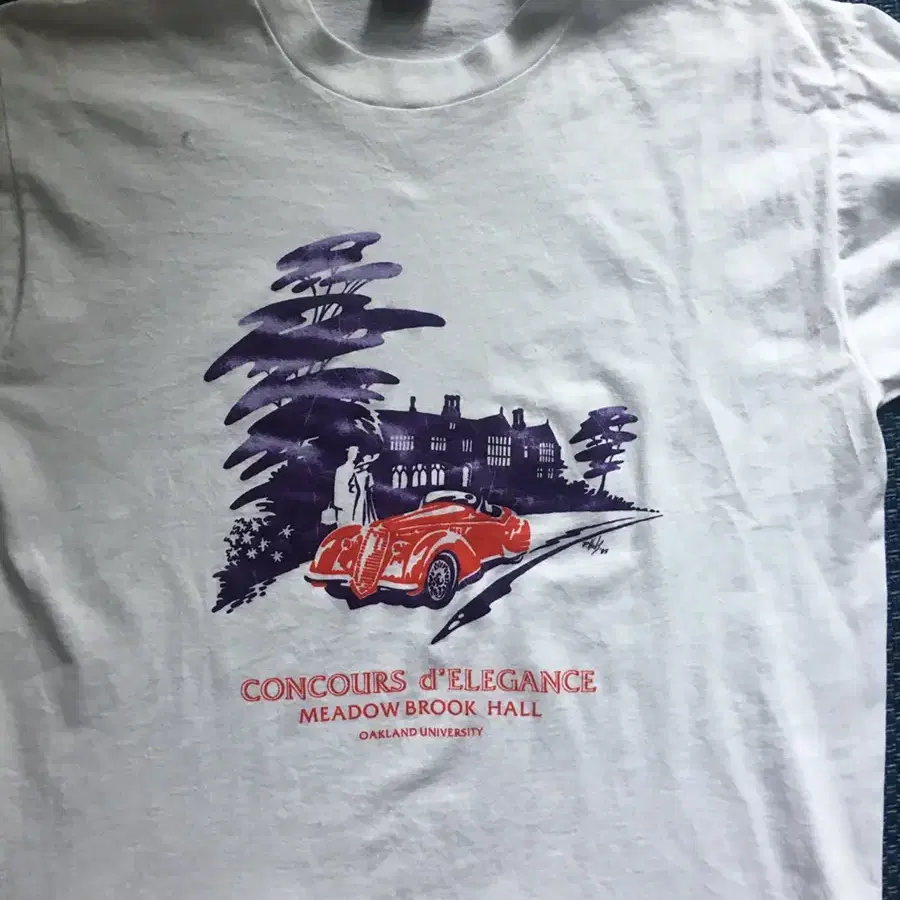 CONCOURS d'ELEGANCE
MEADOW BROOK HALL
OAKLAND UNIVERSITY